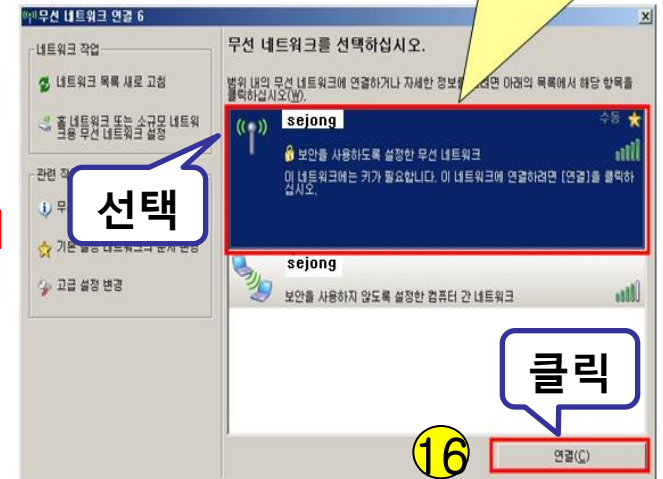 무선 네트워크 연결 6
네트워크 작업
네트워크 목록 새로 고침
홈 네트워크 또는 소규모 네트워
크용 무선 네트워크 설정
관련
무
기본 설정 네트워크의 순서 변경
고급 설정 변경
선택
무선 네트워크를 선택하십시오.
범위 내의 무선 네트워크에 연결하거나 자세한 정보를 보려면 아래의 목록에서 해당 항목을
클릭하십시오(W).
sejong
수동
보안을 사용하도록 설정한 무선 네트워크
이 네트워크에는 키가 필요합니다. 이 네트워크에 연결하려면 [연결]을 클릭하
십시오.
sejong
보안을 사용하지 않도록 설정한 컴퓨터 간 네트워크
클릭
16
연결(C)